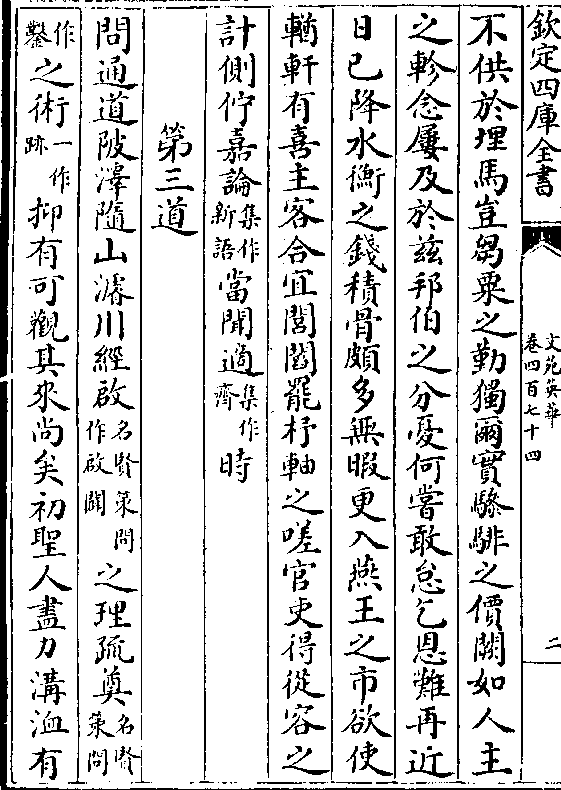 欽定四庫全書
文苑英華
卷四百七十四
二
不供於埋馬豈芻粟之勤獨爾實驂騑之價闕如人主
之軫念屢及於兹邦伯之分憂何嘗敢怠乞恩難再近
日已降水衡之錢積骨頗多無暇更入燕王之市欲使
輶軒有喜主客合宜閭閻罷杼軸之嗟官吏得從容之
計側佇嘉論集作新語當聞適集作齊時
第三道
問通道陂澤隨山濬川經啟名賢策問作啟闢之理疏奠名賢策問
作鑿之術一作跡抑有可觀其來尚矣初聖人盡力溝洫有